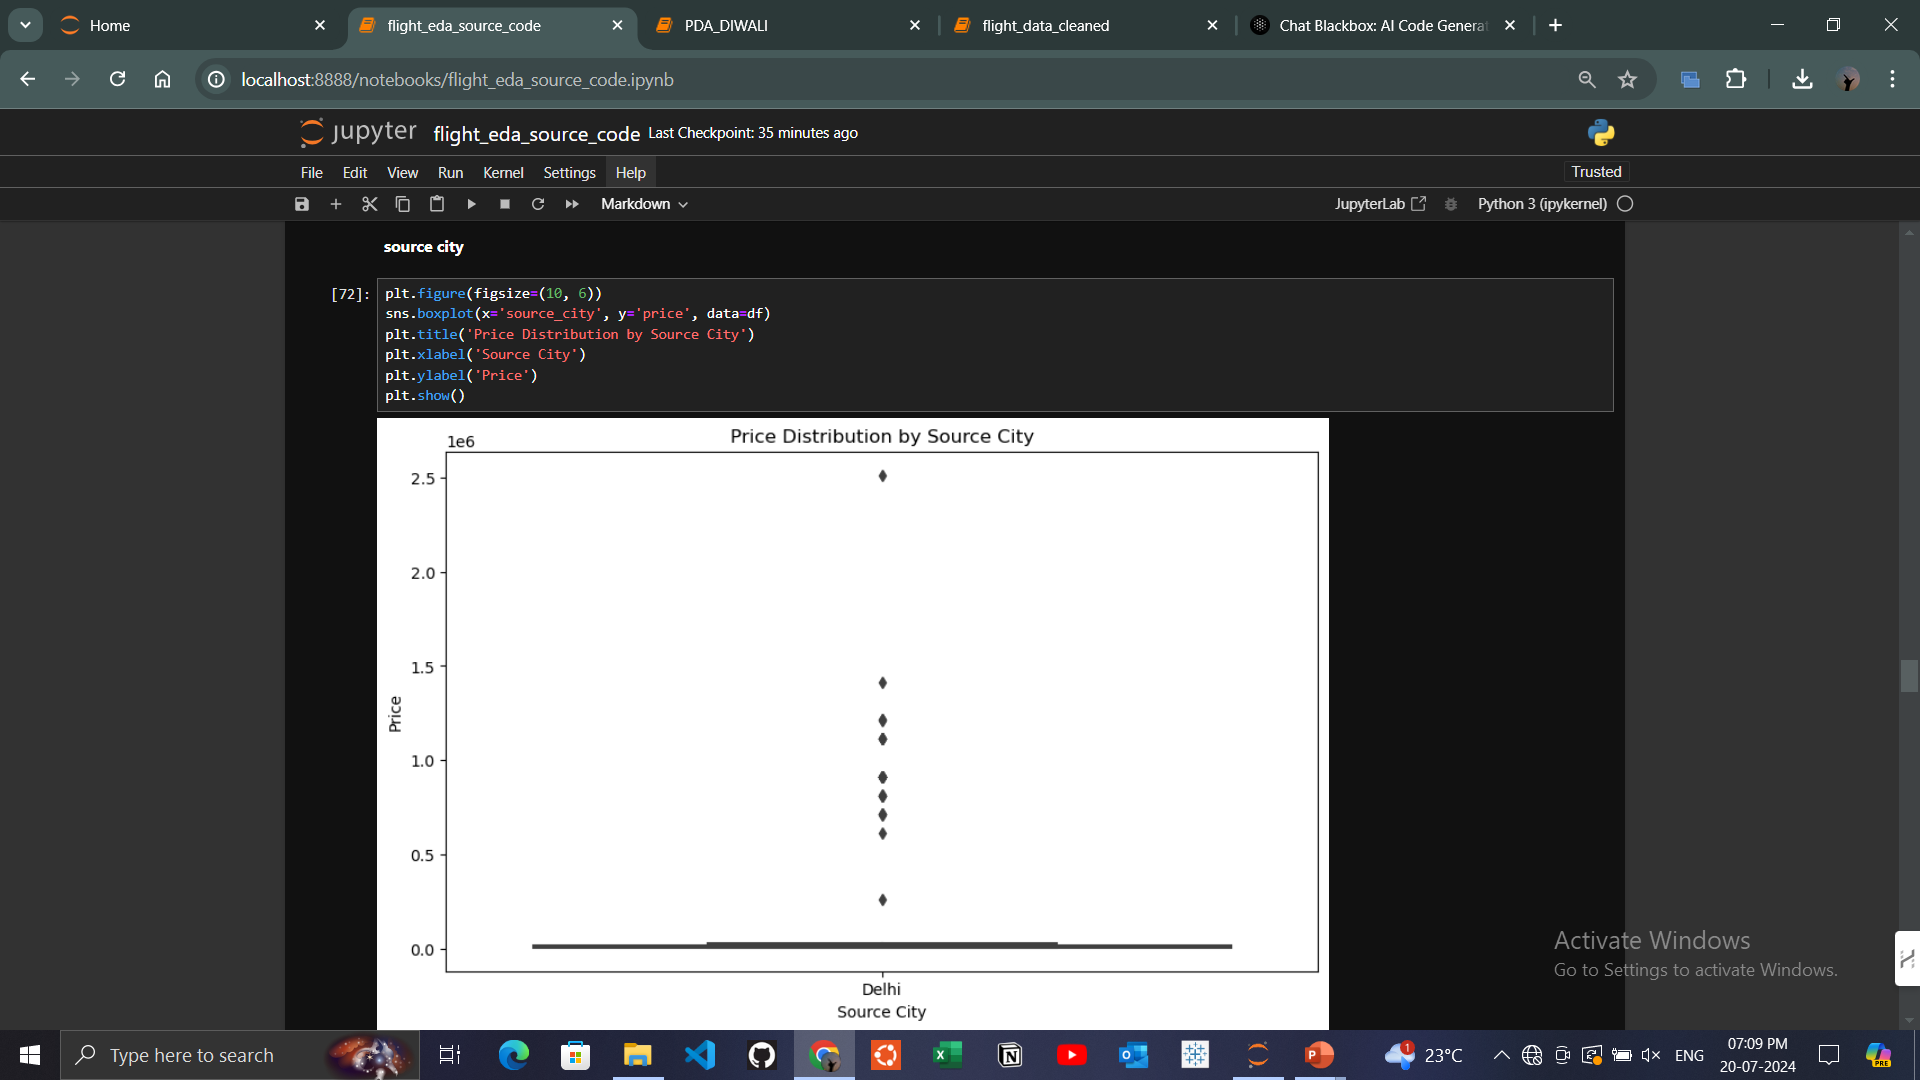 Home
flight_eda_source_code
PDA_DIWALI
flight_data_cleaned
Chat Blackbox: AI Code Generat
localhost:8888/notebooks/flight_eda_source_code.ipynb
jupyter flight_eda_source_code Last Checkpoint: 35 minutes ago
File Edit View Run Kernel Settings Help Trusted
Markdown JupyterLab Python 3 (ipykernel)
source city
[72]: plt.figure(figsize=(10, 6))
sns.boxplot(x='source_city', y='price', data=df)
plt.title('Price Distribution by Source City')
plt.xlabel('Source City')
plt.ylabel('Price')
plt.show()
Price Distribution by Source City
1e6
2.5
2.0
1.5
1.0
0.5
0.0
Price
Delhi
Source City
Activate Windows
Go to Settings to activate Windows.
Type here to search
1
23°C
ENG
07:09 PM
20-07-2024
PRE